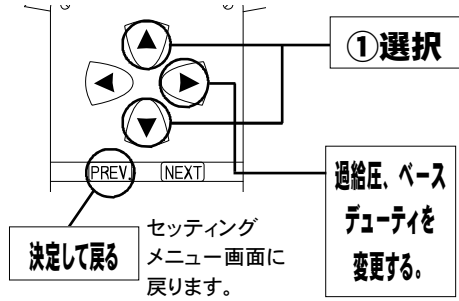 ①選択
PREV.
NEXT
過給圧、ベース
デューティを
変更する。
決定して戻る
セッティング
メニュー画面に
戻ります。